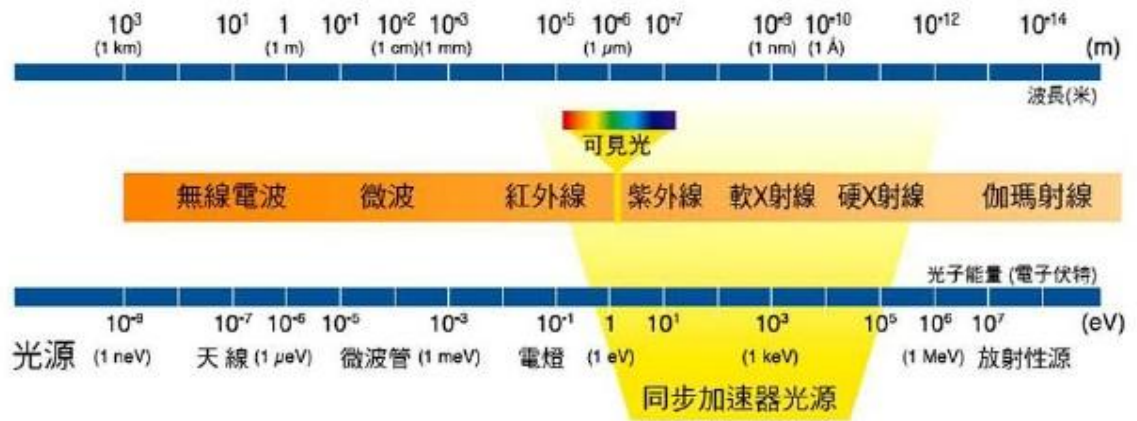 10³ 10¹ 1 10⁻¹ 10⁻² 10⁻³ 10⁻⁵ 10⁻⁶ 10⁻⁷ 10⁻⁹ 10⁻¹⁰ 10⁻¹² 10⁻¹⁴
(1 km) (1 m) (1 cm) (1 mm) (1 μm) (1 nm) (1 Å) (m)
波長(米)
可見光
無線電波 微波 紅外線 紫外線 軟X射線 硬X射線 伽瑪射線
光子能量 (電子伏特)
10⁻⁹ 10⁻⁷ 10⁻⁶ 10⁻⁵ 10⁻³ 10⁻¹ 1 10¹ 10³ 10⁵ 10⁶ 10⁷ (eV)
光源 (1 neV) 天線 (1 μeV) 微波管 (1 meV) 電燈 (1 eV) (1 keV) (1 MeV) 放射性源
同步加速器光源